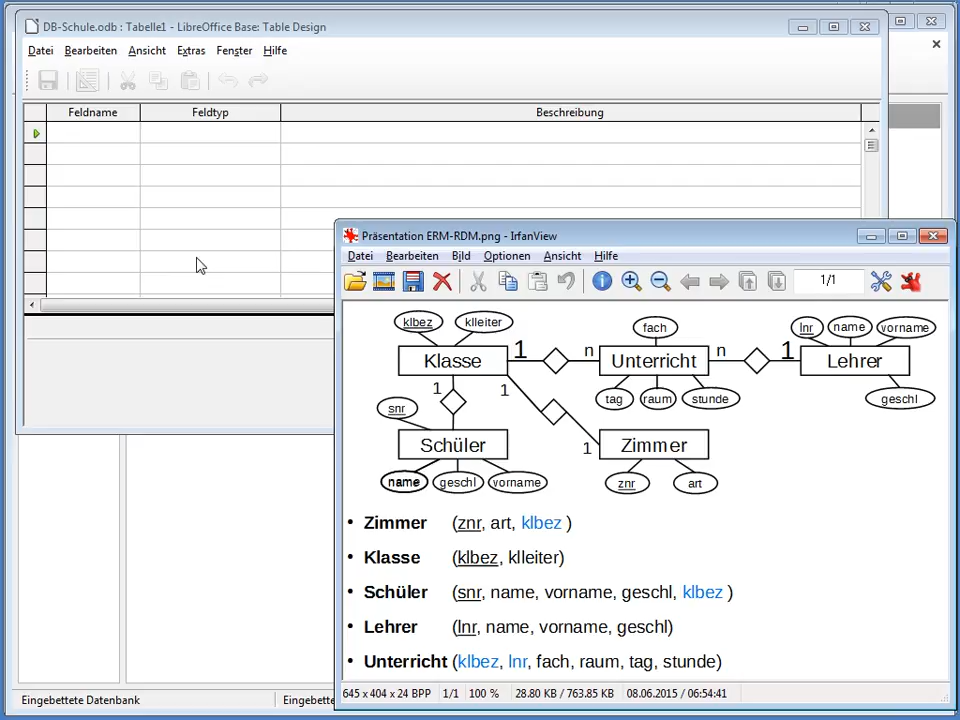 DB-Schule.odb : Tabelle1 - LibreOffice Base: Table Design
Datei Bearbeiten Ansicht Extras Fenster Hilfe
Feldname Feldtyp Beschreibung
Präsentation ERM-RDM.png - IrfanView
Datei Bearbeiten Bild Optionen Ansicht Hilfe
1/1
klbez klleiter fach lnr name vorname
Klasse 1 n Unterricht n 1 Lehrer
1 1 tag raum stunde geschl
snr
Schüler 1 Zimmer
name geschl vorname znr art
• Zimmer (znr, art, klbez )
• Klasse (klbez, klleiter)
• Schüler (snr, name, vorname, geschl, klbez )
• Lehrer (lnr, name, vorname, geschl)
• Unterricht (klbez, lnr, fach, raum, tag, stunde)
645 x 404 x 24 BPP 1/1 100 % 28.80 KB / 763.85 KB 08.06.2015 / 06:54:41
Eingebettete Datenbank Eingebette